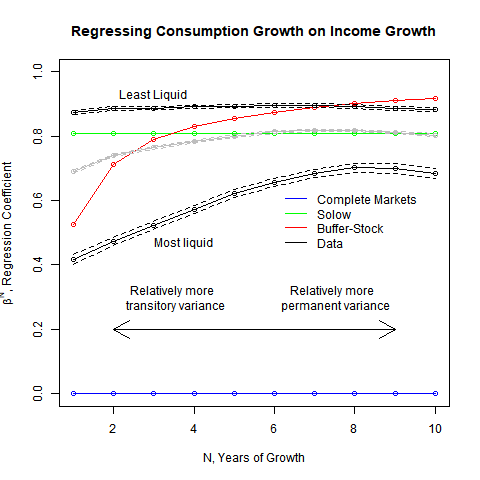 Regressing Consumption Growth on Income Growth
1.0
0.8
0.6
0.4
0.2
0.0
β^N, Regression Coefficient
Least Liquid
Most liquid
Complete Markets
Solow
Buffer-Stock
Data
Relatively more
transitory variance
Relatively more
permanent variance
2
4
6
8
10
N, Years of Growth